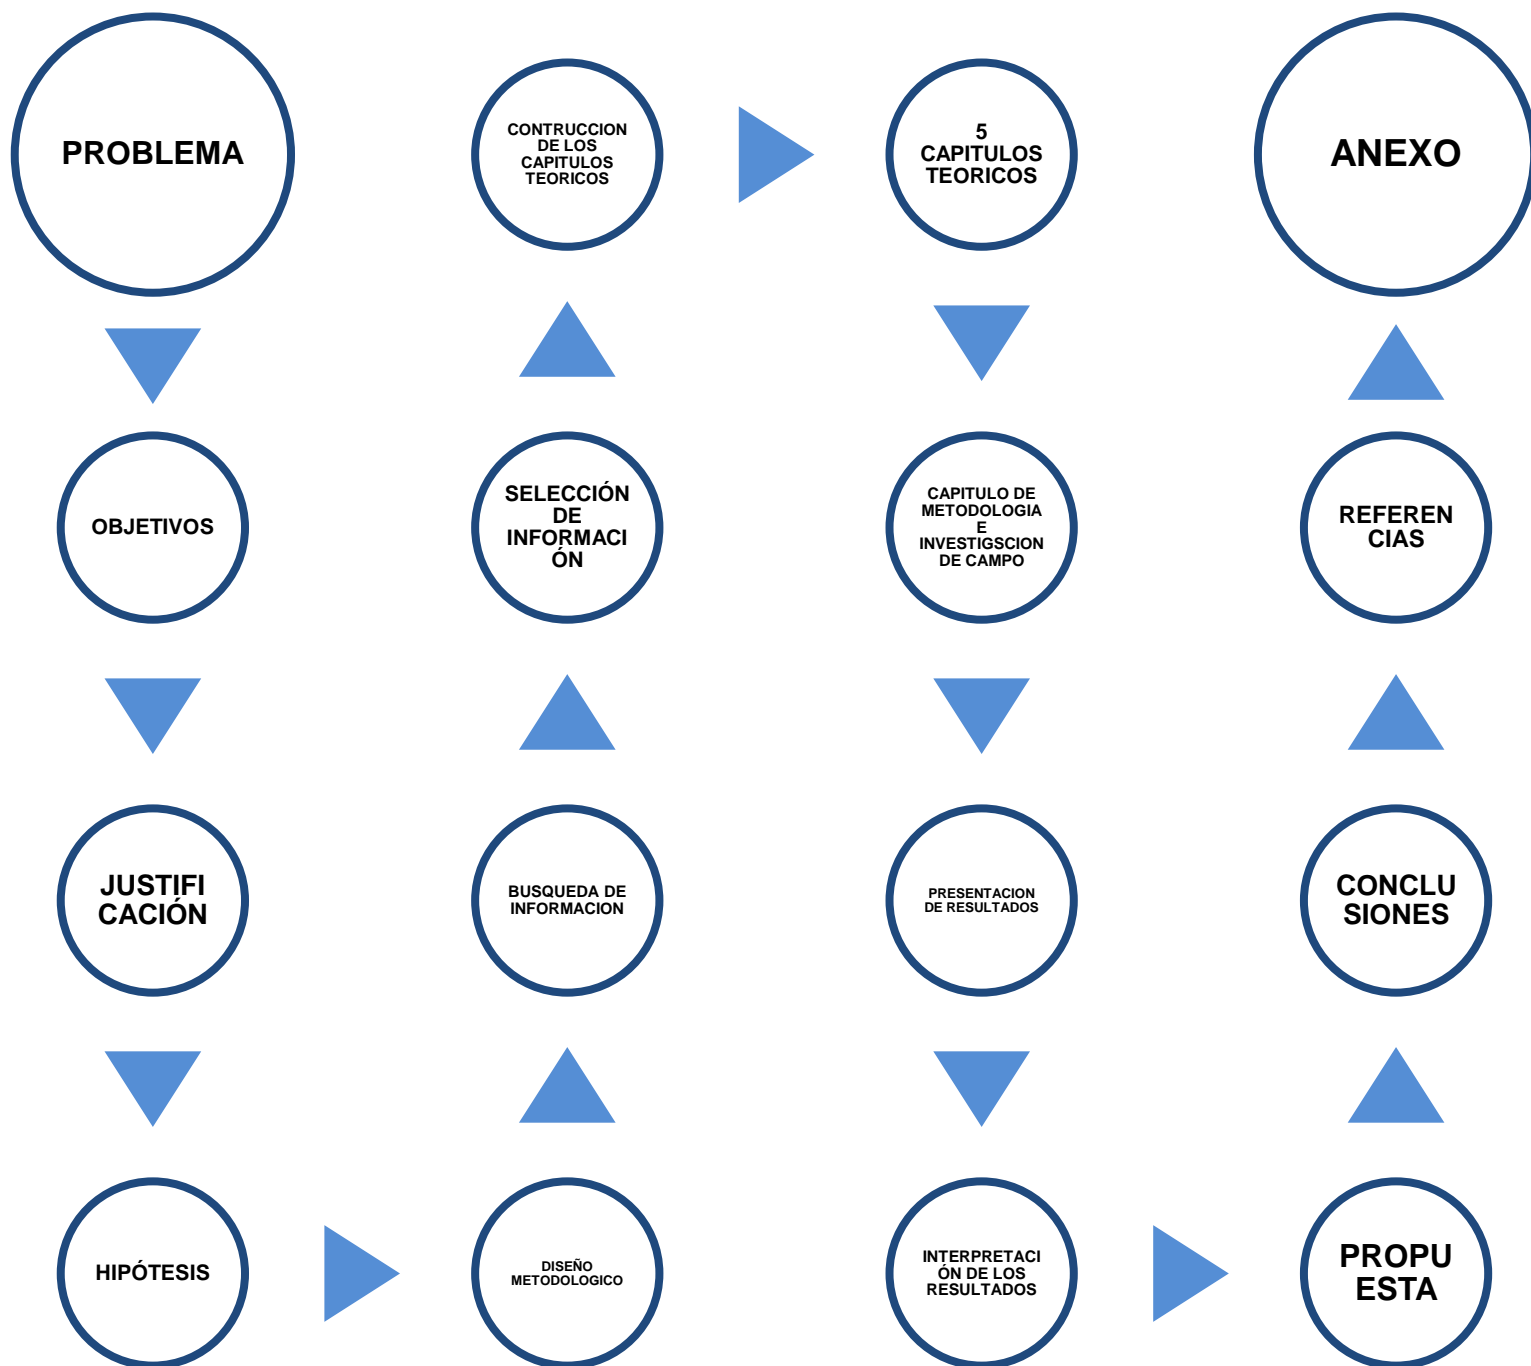 PROBLEMA
OBJETIVOS
JUSTIFI
CACIÓN
HIPÓTESIS
DISEÑO
METODOLOGICO
BUSQUEDA DE
INFORMACION
SELECCIÓN
DE
INFORMACI
ÓN
CONTRUCCION
DE LOS
CAPITULOS
TEORICOS
5
CAPITULOS
TEORICOS
CAPITULO DE
METODOLOGIA
E
INVESTIGSCION
DE CAMPO
PRESENTACION
DE RESULTADOS
INTERPRETACI
ÓN DE LOS
RESULTADOS
PROPU
ESTA
CONCLU
SIONES
REFEREN
CIAS
ANEXO